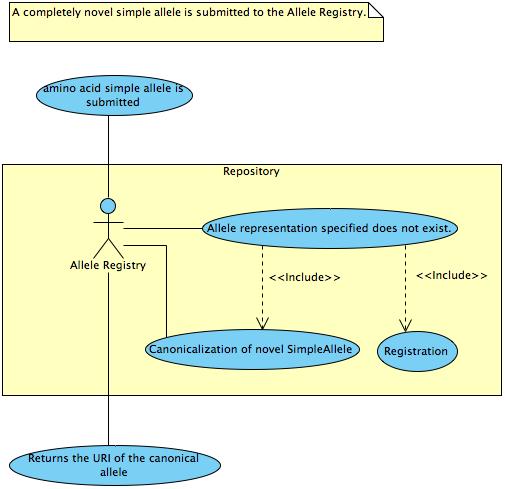 A completely novel simple allele is submitted to the Allele Registry.
amino acid simple allele is
submitted
Repository
Allele representation specified does not exist.
Allele Registry
<<Include>>
<<Include>>
Canonicalization of novel SimpleAllele
Registration
Returns the URI of the canonical
allele